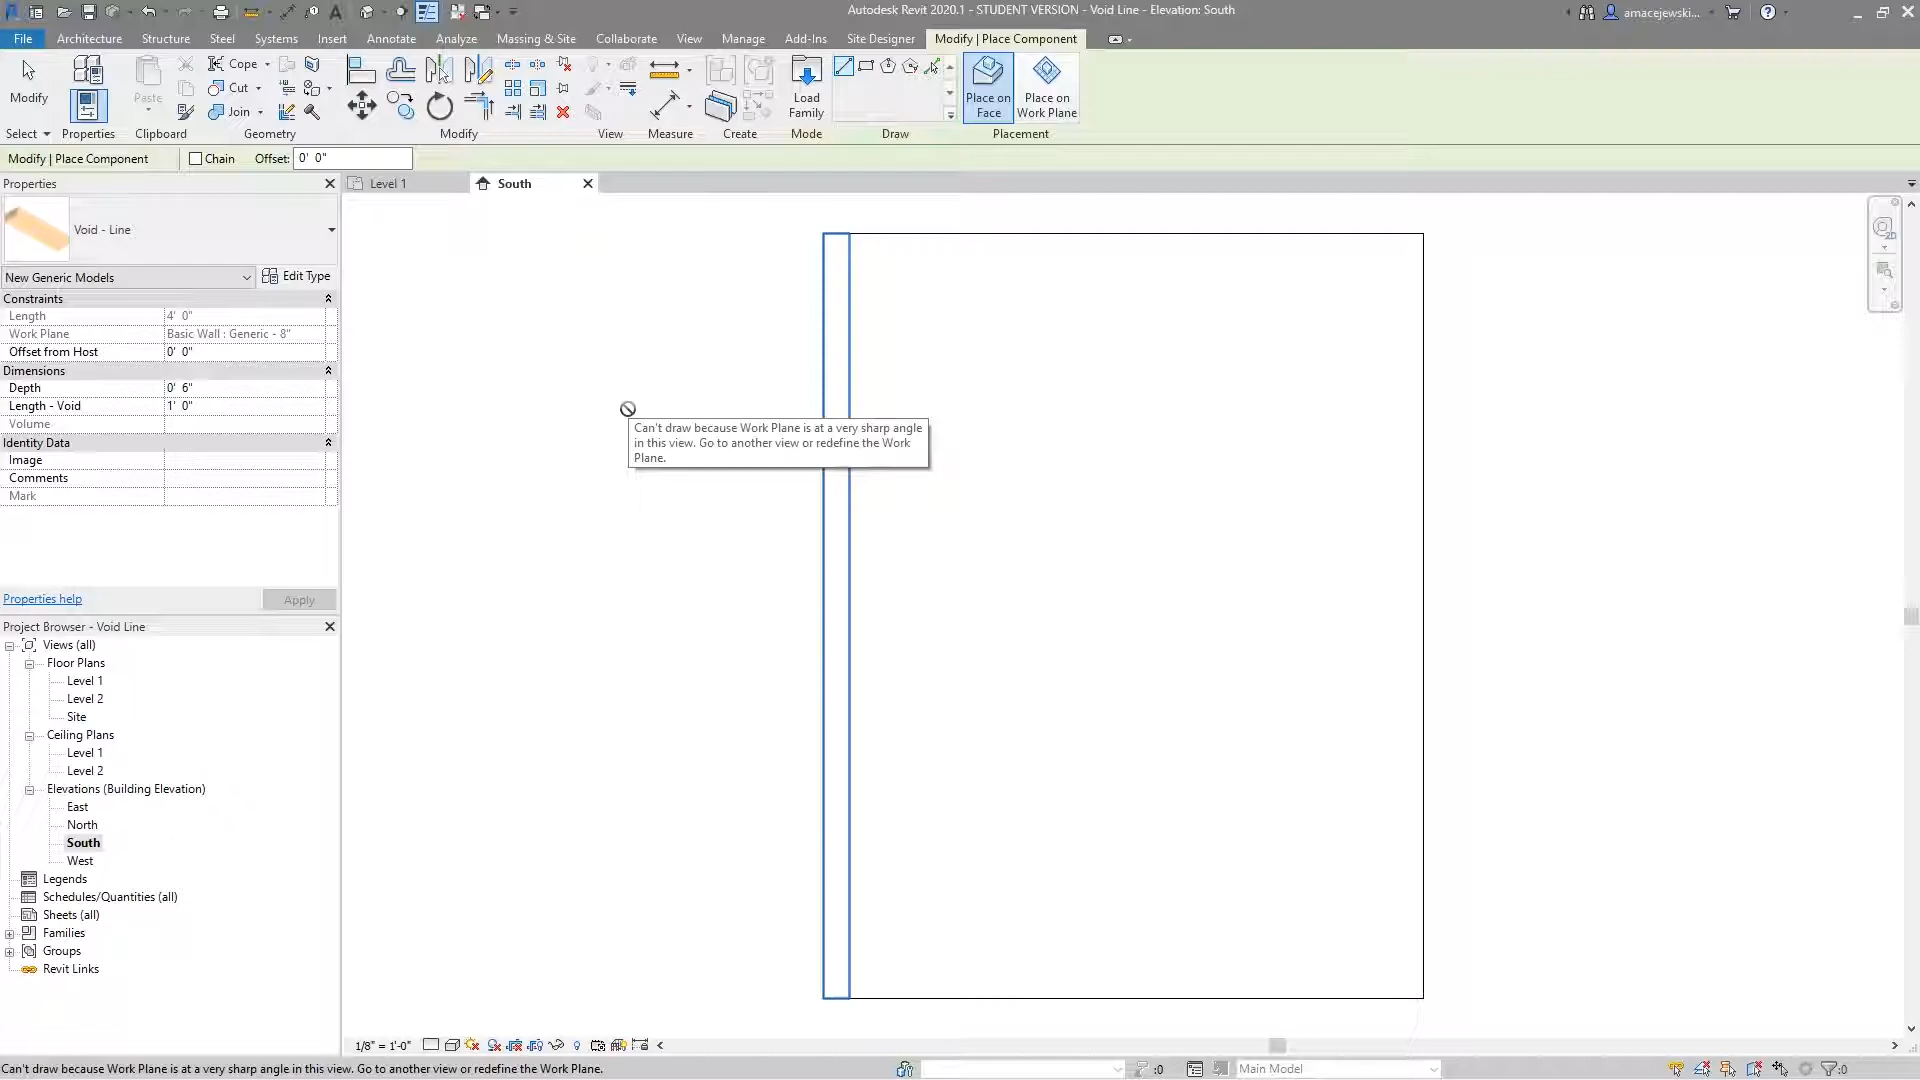 Autodesk Revit 2020.1 - STUDENT VERSION - Void Line - Elevation: South
amacejewski...
File Architecture Structure Steel Systems Insert Annotate Analyze Massing & Site Collaborate View Manage Add-Ins Site Designer Modify | Place Component
Modify
Paste
Cope
Cut
Join
Load Family
Place on Face
Place on Work Plane
Select Properties Clipboard Geometry Modify View Measure Create Mode Draw Placement
Modify | Place Component Chain Offset: 0' 0"
Properties
Level 1
South
Void - Line
New Generic Models
Edit Type
Constraints
Length 4' 0"
Work Plane Basic Wall : Generic - 8"
Offset from Host 0' 0"
Dimensions
Depth 0' 6"
Length - Void 1' 0"
Volume
Identity Data
Image
Comments
Mark
Can't draw because Work Plane is at a very sharp angle
in this view. Go to another view or redefine the Work
Plane.
Properties help
Apply
Project Browser - Void Line
Views (all)
Floor Plans
Level 1
Level 2
Site
Ceiling Plans
Level 1
Level 2
Elevations (Building Elevation)
East
North
South
West
Legends
Schedules/Quantities (all)
Sheets (all)
Families
Groups
Revit Links
1/8" = 1'-0"
Can't draw because Work Plane is at a very sharp angle in this view. Go to another view or redefine the Work Plane.
:0
Main Model
:0